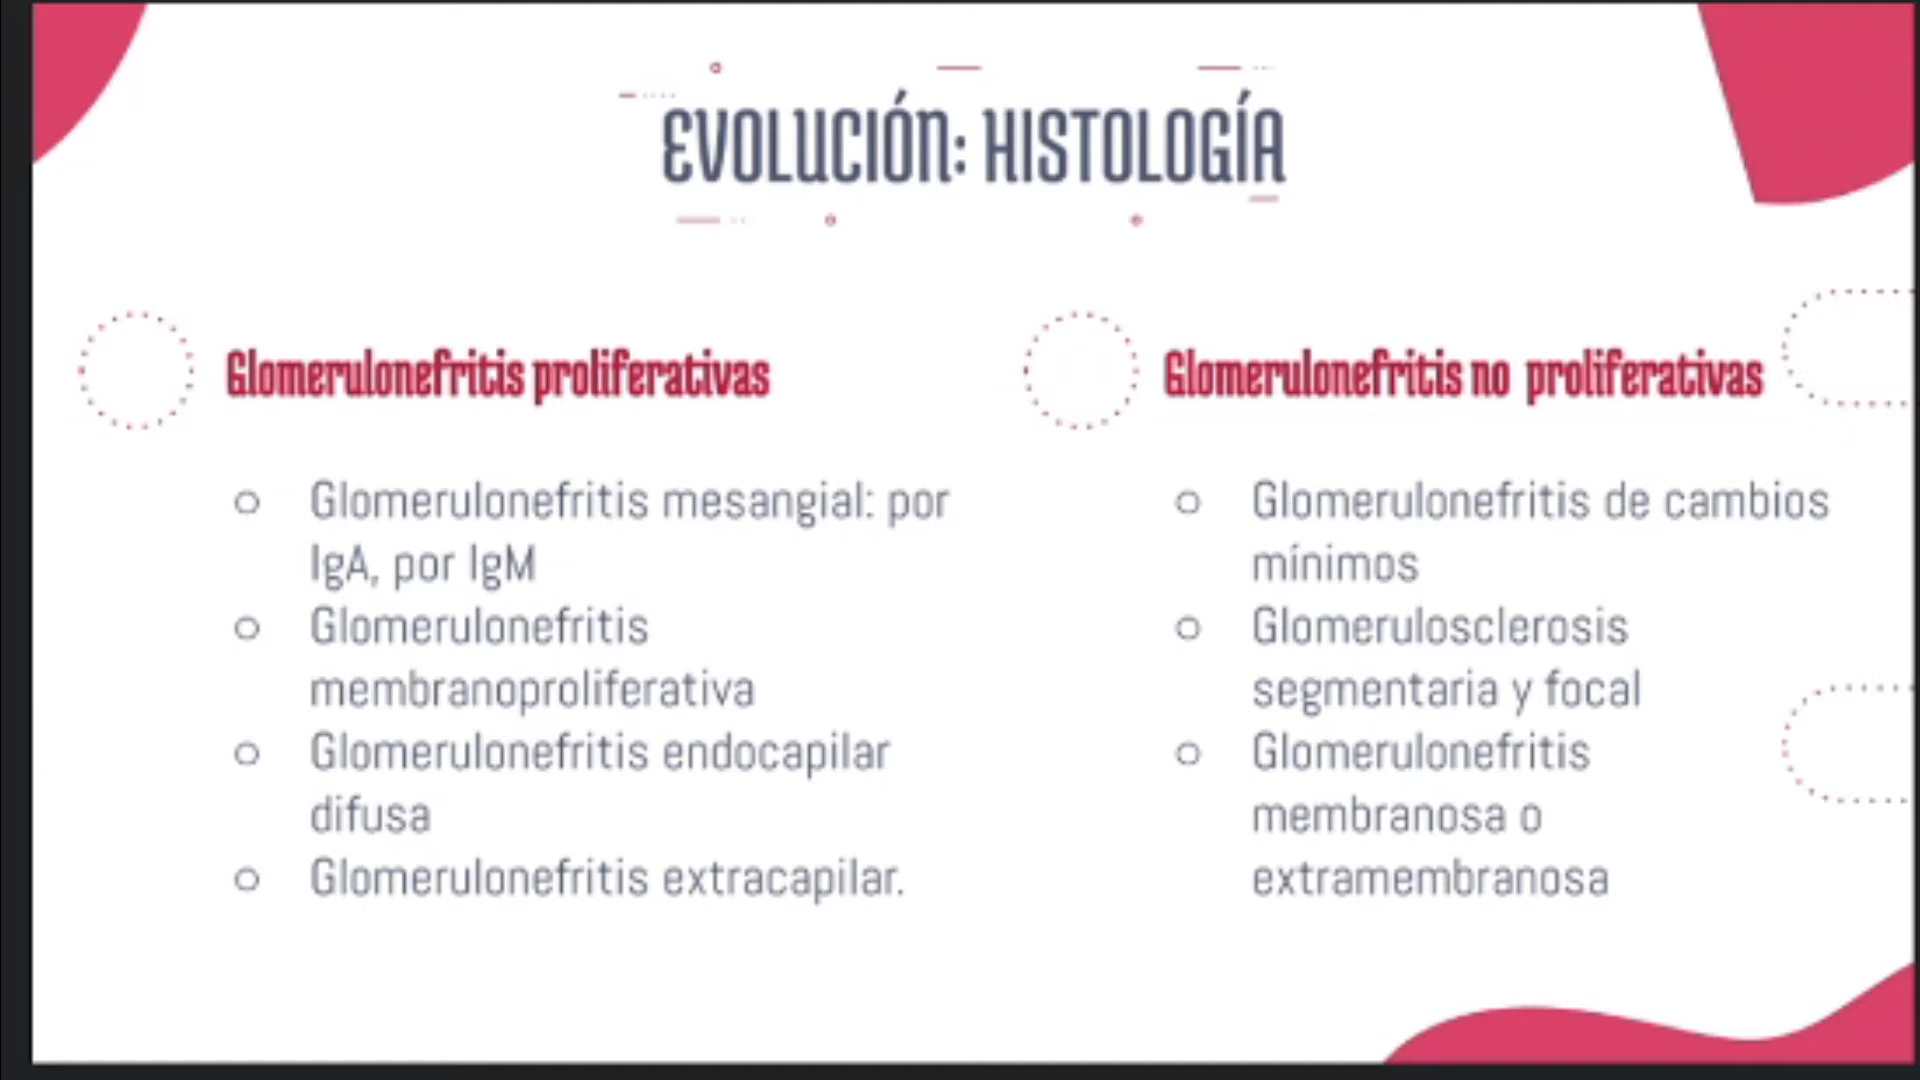 EVOLUCIÓN: HISTOLOGÍA
Glomerulonefritis proliferativas
Glomerulonefritis mesangial: por
IgA, por IgM
Glomerulonefritis
membranoproliferativa
Glomerulonefritis endocapilar
difusa
Glomerulonefritis extracapilar.
Glomerulonefritis no proliferativas
Glomerulonefritis de cambios
mínimos
Glomerulosclerosis
segmentaria y focal
Glomerulonefritis
membranosa o
extramembranosa